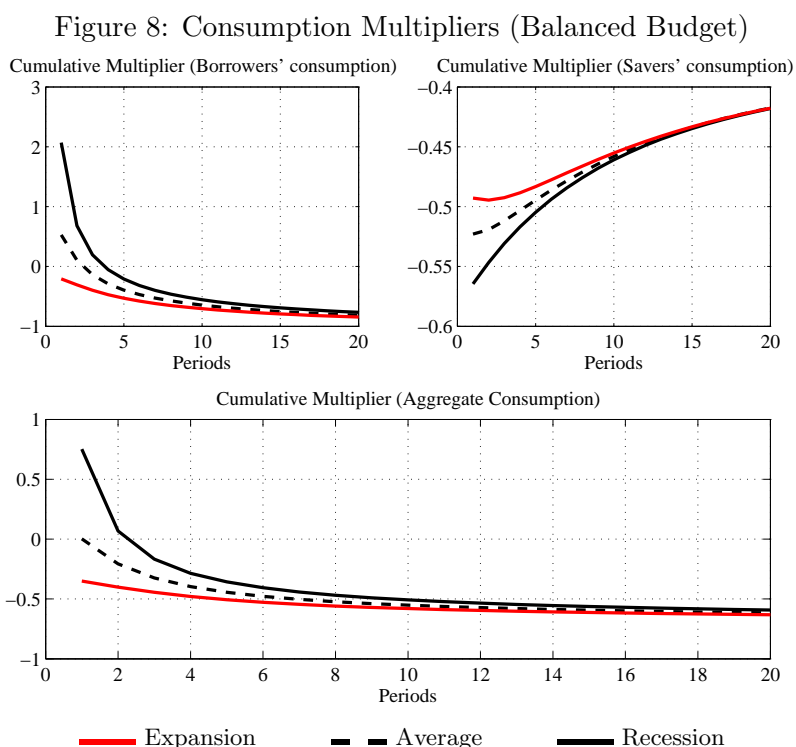 Figure 8: Consumption Multipliers (Balanced Budget)
Cumulative Multiplier (Borrowers' consumption)
3
2
1
0
−1
0 5 10 15 20
Periods
Cumulative Multiplier (Savers' consumption)
−0.4
−0.45
−0.5
−0.55
−0.6
0 5 10 15 20
Periods
Cumulative Multiplier (Aggregate Consumption)
1
0.5
0
−0.5
−1
0 2 4 6 8 10 12 14 16 18 20
Periods
Expansion Average Recession